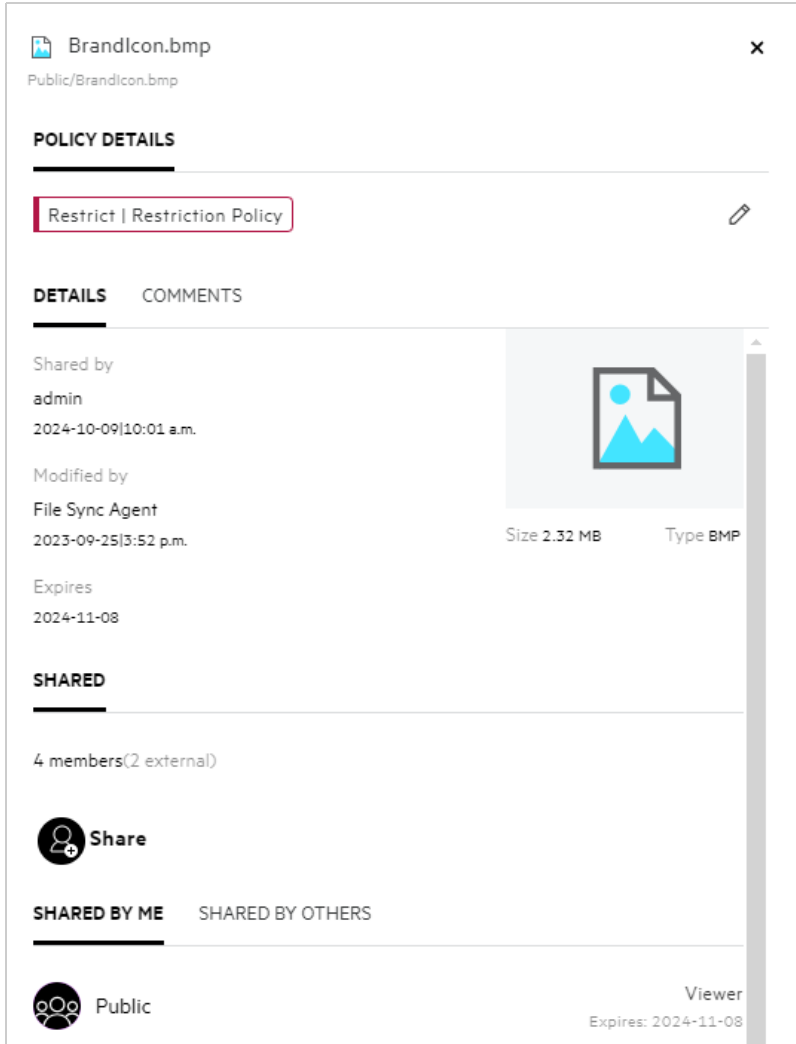 BrandIcon.bmp
Public/BrandIcon.bmp
POLICY DETAILS
Restrict | Restriction Policy
DETAILS COMMENTS
Shared by
admin
2024-10-09|10:01 a.m.
Modified by
File Sync Agent
2023-09-25|3:52 p.m.
Size 2.32 MB Type BMP
Expires
2024-11-08
SHARED
4 members(2 external)
Share
SHARED BY ME SHARED BY OTHERS
Public
Viewer
Expires: 2024-11-08